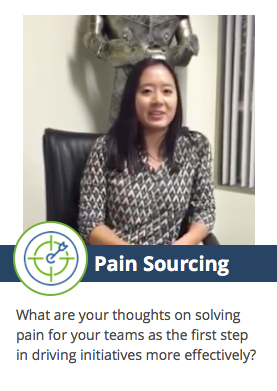 Pain Sourcing
What are your thoughts on solving
pain for your teams as the first step
in driving initiatives more effectively?